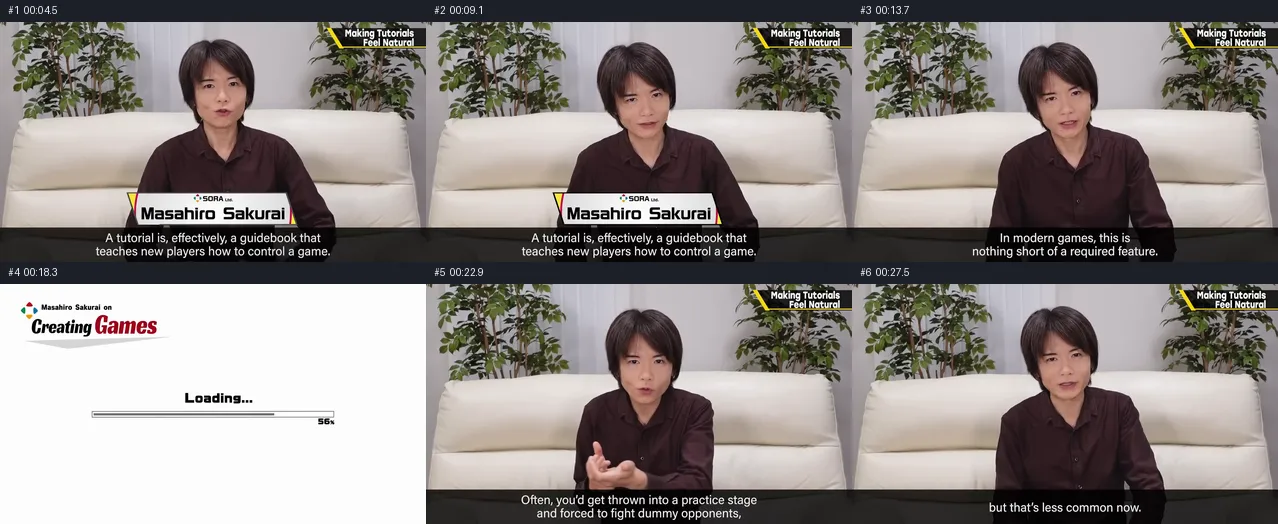 #1 00:04.5
Making Tutorials
Feel Natural
SORA Ltd.
Masahiro Sakurai
A tutorial is, effectively, a guidebook that
teaches new players how to control a game.
#2 00:09.1
Making Tutorials
Feel Natural
SORA Ltd.
Masahiro Sakurai
A tutorial is, effectively, a guidebook that
teaches new players how to control a game.
#3 00:13.7
Making Tutorials
Feel Natural
In modern games, this is
nothing short of a required feature.
#4 00:18.3
Masahiro Sakurai on
Creating Games
Loading...
56%
#5 00:22.9
Making Tutorials
Feel Natural
Often, you'd get thrown into a practice stage
and forced to fight dummy opponents,
#6 00:27.5
Making Tutorials
Feel Natural
but that's less common now.